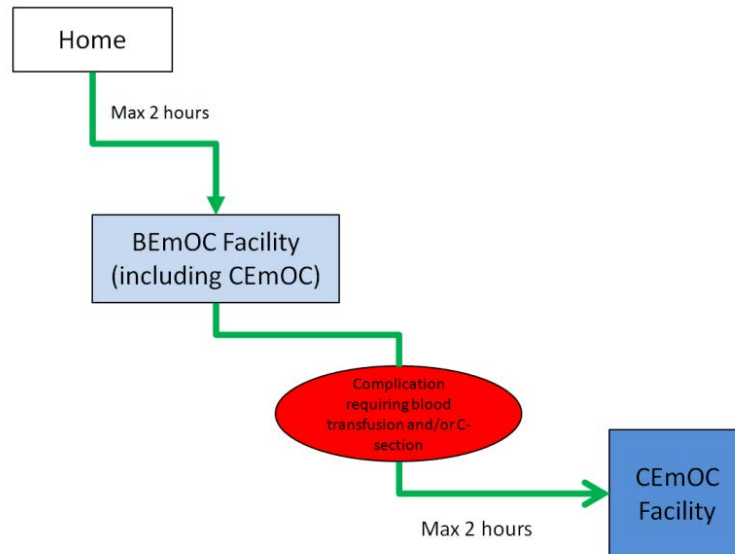 Home
Max 2 hours
BEmOC Facility
(including CEmOC)
Complication
requiring blood
transfusion and/or C-
section
CEmOC
Facility
Max 2 hours